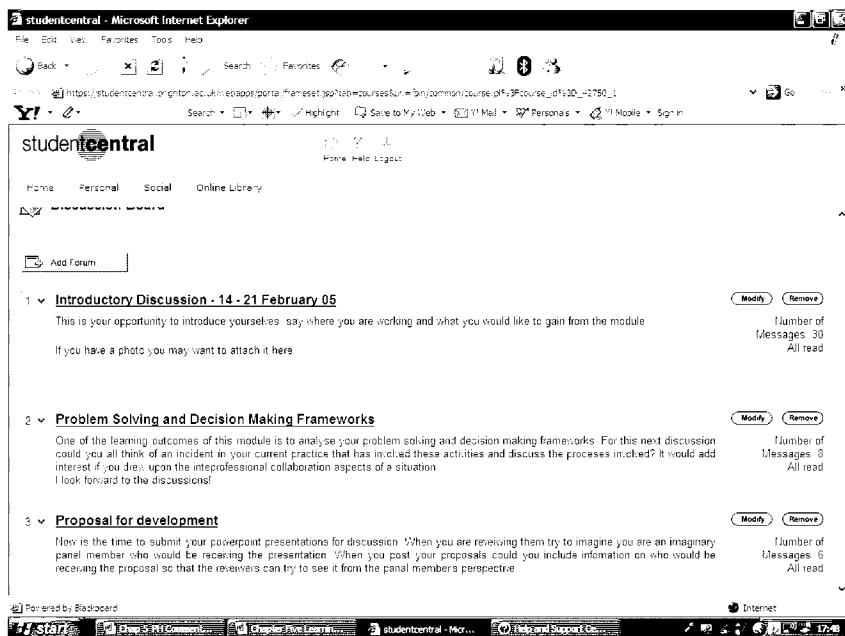 studentcentral - Microsoft Internet Explorer
File Edit View Favorites Tools Help
Back Search Favorites
Go
Y! Search Highlight Save to My Web Y! Mail Personals Y! Mobile Sign in
studentcentral
Home Help Logout
Home Personal Social Online Library
Discussion Board
Add Forum
1 Introductory Discussion - 14 - 21 February 05
Modify Remove
This is your opportunity to introduce yourselves say where you are working and what you would like to gain from the module
Number of
Messages 30
All read
If you have a photo you may want to attach it here
2 Problem Solving and Decision Making Frameworks
Modify Remove
One of the learning outcomes of this module is to analyse your problem solving and decision making frameworks. For this next discussion
could you all think of an incident in your current practice that has involved these activities and discuss the proceses involved? It would add
interest if you drew upon the inteprofessional collaboration aspects of a situation
I look forward to the discussions!
Number of
Messages 8
All read
3 Proposal for development
Modify Remove
Now is the time to submit your powerpoint presentations for discussion. When you are reveiwing them try to imagine you are an imaginary
panel member who would be receiving the presentation. When you post your proposals could you include infomation on who would be
receiving the proposal so that the reveiwers can try to see it from the panal member's perspective
Number of
Messages 6
All read
Powered by Blackboard
Internet
Start studentcentral - Micr... Help and Support Ce... 17:48